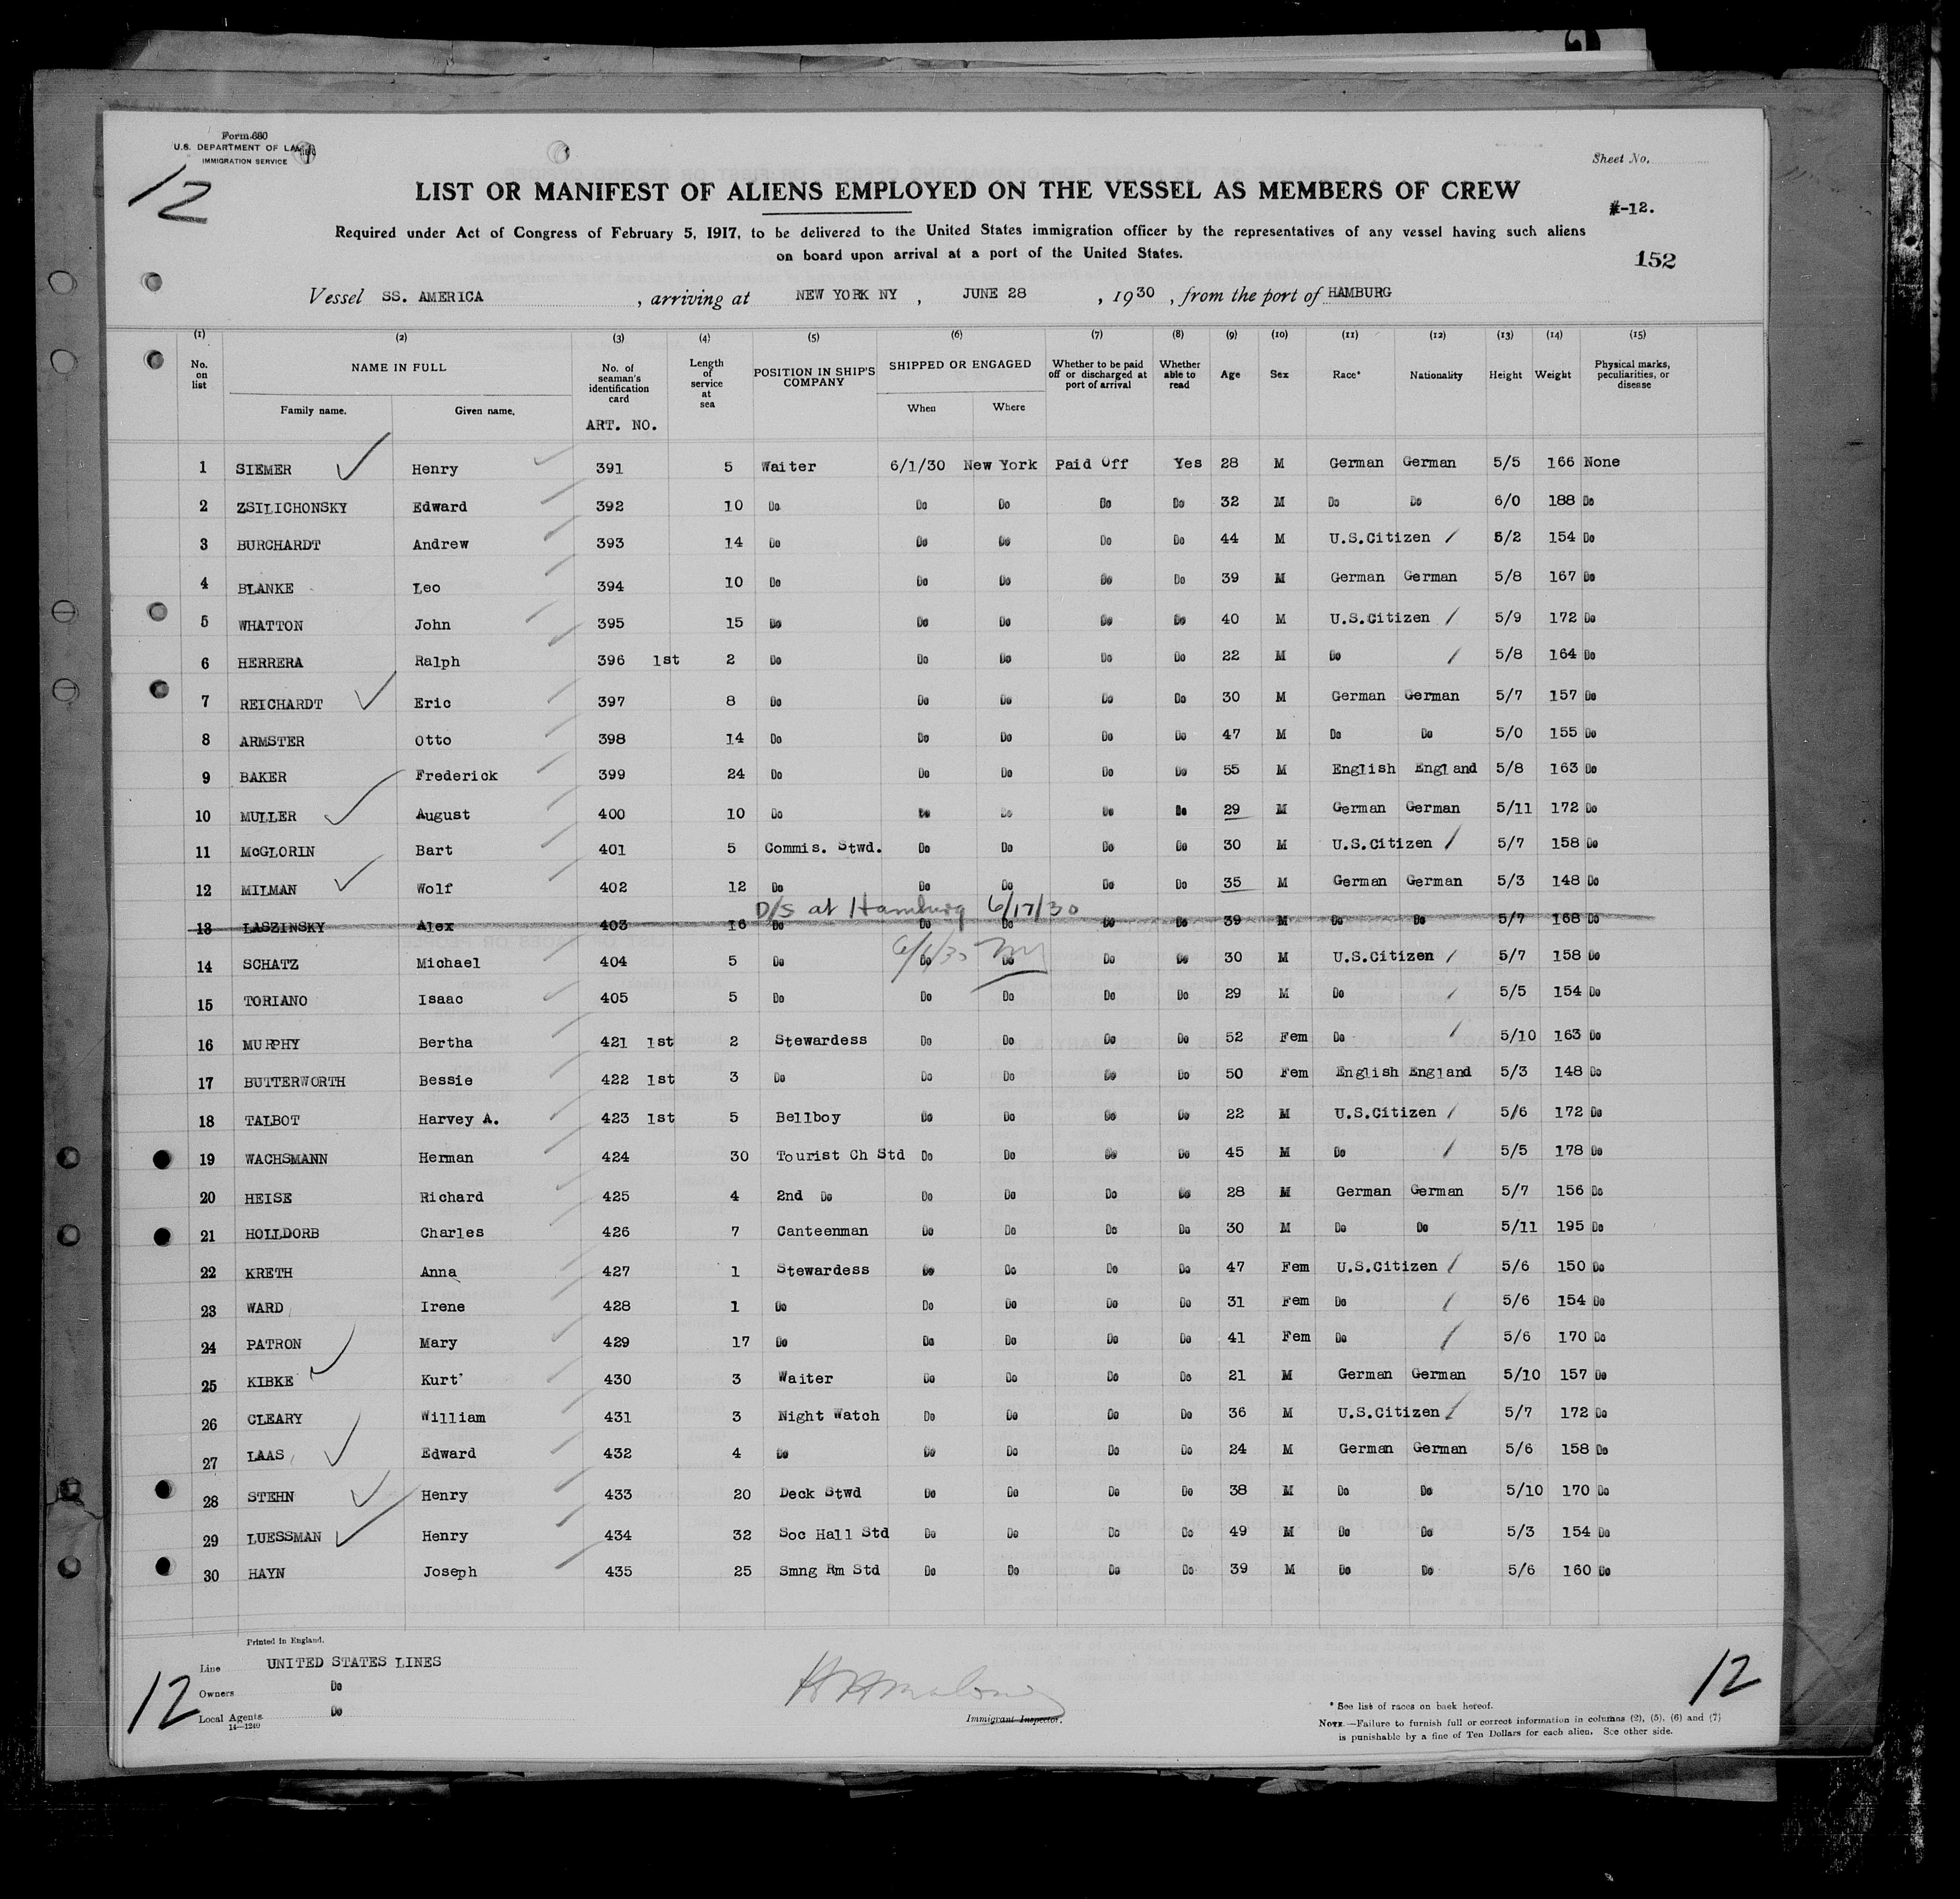 Form 680
U.S. DEPARTMENT OF LABOR
IMMIGRATION SERVICE
12
Sheet No.
LIST OR MANIFEST OF ALIENS EMPLOYED ON THE VESSEL AS MEMBERS OF CREW
#-12.
Required under Act of Congress of February 5, 1917, to be delivered to the United States immigration officer by the representatives of any vessel having such aliens
on board upon arrival at a port of the United States.
152
Vessel SS. AMERICA , arriving at NEW YORK NY , JUNE 28 , 1930 , from the port of HAMBURG
(1) (2) (3) (4) (5) (6) (7) (8) (9) (10) (11) (12) (13) (14) (15)
No. on list NAME IN FULL Family name. Given name. No. of seaman's identification card ART. NO. Length of service at sea POSITION IN SHIP'S COMPANY SHIPPED OR ENGAGED When Where Whether to be paid off or discharged at port of arrival Whether able to read Age Sex Race* Nationality Height Weight Physical marks, peculiarities, or disease
1 SIEMER Henry 391 5 Waiter 6/1/30 New York Paid Off Yes 28 M German German 5/5 166 None
2 ZSILICHONSKY Edward 392 10 Do Do Do Do Do 32 M Do Do 6/0 188 Do
3 BURCHARDT Andrew 393 14 Do Do Do Do Do 44 M U.S.Citizen 5/2 154 Do
4 BLANKE Leo 394 10 Do Do Do Do Do 39 M German German 5/8 167 Do
5 WHATTON John 395 15 Do Do Do Do Do 40 M U.S.Citizen 5/9 172 Do
6 HERRERA Ralph 396 1st 2 Do Do Do Do Do 22 M Do 5/8 164 Do
7 REICHARDT Eric 397 8 Do Do Do Do Do 30 M German German 5/7 157 Do
8 ARMSTER Otto 398 14 Do Do Do Do Do 47 M Do Do 5/0 155 Do
9 BAKER Frederick 399 24 Do Do Do Do Do 55 M English England 5/8 163 Do
10 MULLER August 400 10 Do Do Do Do Do 29 M German German 5/11 172 Do
11 McGLORIN Bart 401 5 Commis. Stwd. Do Do Do Do 30 M U.S.Citizen 5/7 158 Do
12 MILMAN Wolf 402 12 Do Do Do Do Do 35 M German German 5/3 148 Do
D/S at Hamburg 6/17/30
13 LASZINSKY Alex 403 16 Do Do Do Do Do 39 M Do Do 5/7 168 Do
6/1/30 NY
14 SCHATZ Michael 404 5 Do Do Do Do Do 30 M U.S.Citizen 5/7 158 Do
15 TORIANO Isaac 405 5 Do Do Do Do Do 29 M Do 5/5 154 Do
16 MURPHY Bertha 421 1st 2 Stewardess Do Do Do Do 52 Fem Do 5/10 163 Do
17 BUTTERWORTH Bessie 422 1st 3 Do Do Do Do Do 50 Fem English England 5/3 148 Do
18 TALBOT Harvey A. 423 1st 5 Bellboy Do Do Do Do 22 M U.S.Citizen 5/6 172 Do
19 WACHSMANN Herman 424 30 Tourist Ch Std Do Do Do Do 45 M Do 5/5 178 Do
20 HEISE Richard 425 4 2nd Do Do Do Do Do 28 M German German 5/7 156 Do
21 HOLLDORB Charles 426 7 Canteenman Do Do Do Do 30 M Do Do 5/11 195 Do
22 KRETH Anna 427 1 Stewardess Do Do Do Do 47 Fem U.S.Citizen 5/6 150 Do
23 WARD Irene 428 1 Do Do Do Do Do 31 Fem Do 5/6 154 Do
24 PATRON Mary 429 17 Do Do Do Do Do 41 Fem Do 5/6 170 Do
25 KIBKE Kurt 430 3 Waiter Do Do Do Do 21 M German German 5/10 157 Do
26 CLEARY William 431 3 Night Watch Do Do Do Do 36 M U.S.Citizen 5/7 172 Do
27 LAAS Edward 432 4 Do Do Do Do Do 24 M German German 5/6 158 Do
28 STEHN Henry 433 20 Deck Stwd Do Do Do Do 38 M Do Do 5/10 170 Do
29 LUESSMAN Henry 434 32 Soc Hall Std Do Do Do Do 49 M Do Do 5/3 154 Do
30 HAYN Joseph 435 25 Smng Rm Std Do Do Do Do 39 M Do Do 5/6 160 Do
Printed in England.
Line UNITED STATES LINES
Owners Do
Local Agents Do
14—1240
12
Immigrant Inspector.
12
* See list of races on back hereof.
NOTE.—Failure to furnish full or correct information in columns (2), (5), (6) and (7)
is punishable by a fine of Ten Dollars for each alien. See other side.